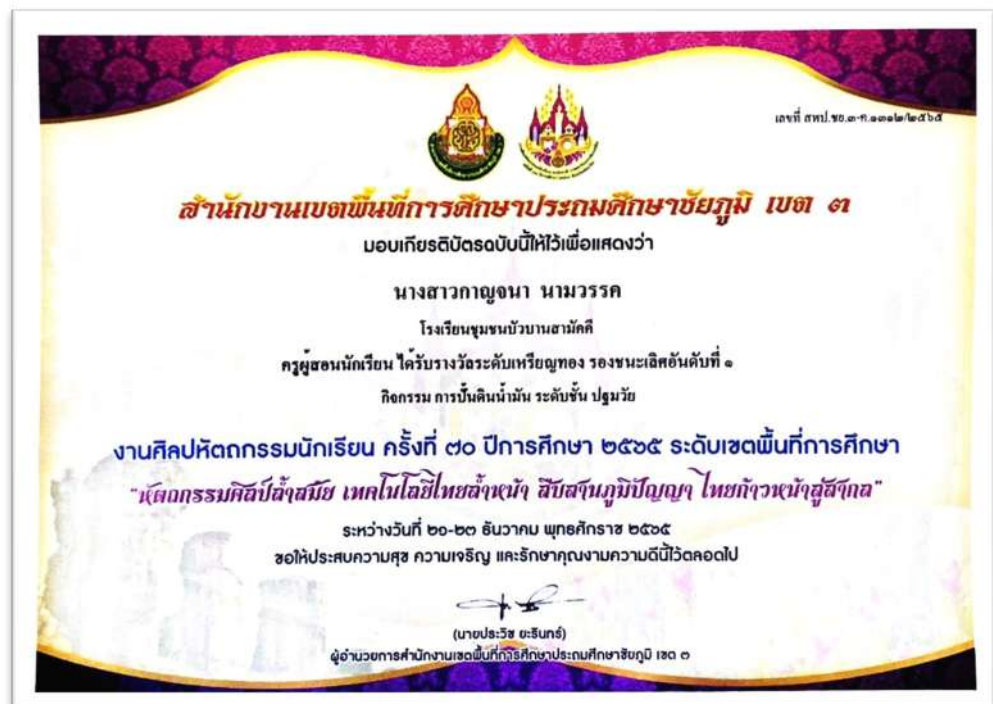 เลขที่ สพป.ชย.๓-ค.๑๓๑๒/๒๕๖๕
สำนักงานเขตพื้นที่การศึกษาประถมศึกษาชัยภูมิ เขต ๓
มอบเกียรติบัตรฉบับนี้ให้ไว้เพื่อแสดงว่า
นางสาวกาญจนา นามวรรค
โรงเรียนชุมชนบัวบานสามัคคี
ครูผู้สอนนักเรียน ได้รับรางวัลระดับเหรียญทอง รองชนะเลิศอันดับที่ ๑
กิจกรรม การปั้นดินน้ำมัน ระดับชั้น ปฐมวัย
งานศิลปหัตถกรรมนักเรียน ครั้งที่ ๗๐ ปีการศึกษา ๒๕๖๕ ระดับเขตพื้นที่การศึกษา
"หัตถกรรมศิลป์ล้ำสมัย เทคโนโลยีไทยล้ำหน้า สืบสานภูมิปัญญา ไทยก้าวหน้าสู่สากล"
ระหว่างวันที่ ๒๑-๒๓ ธันวาคม พุทธศักราช ๒๕๖๕
ขอให้ประสบความสุข ความเจริญ และรักษาคุณงามความดีนี้ไว้ตลอดไป
(นายประวิช ยะรินทร์)
ผู้อำนวยการสำนักงานเขตพื้นที่การศึกษาประถมศึกษาชัยภูมิ เขต ๓